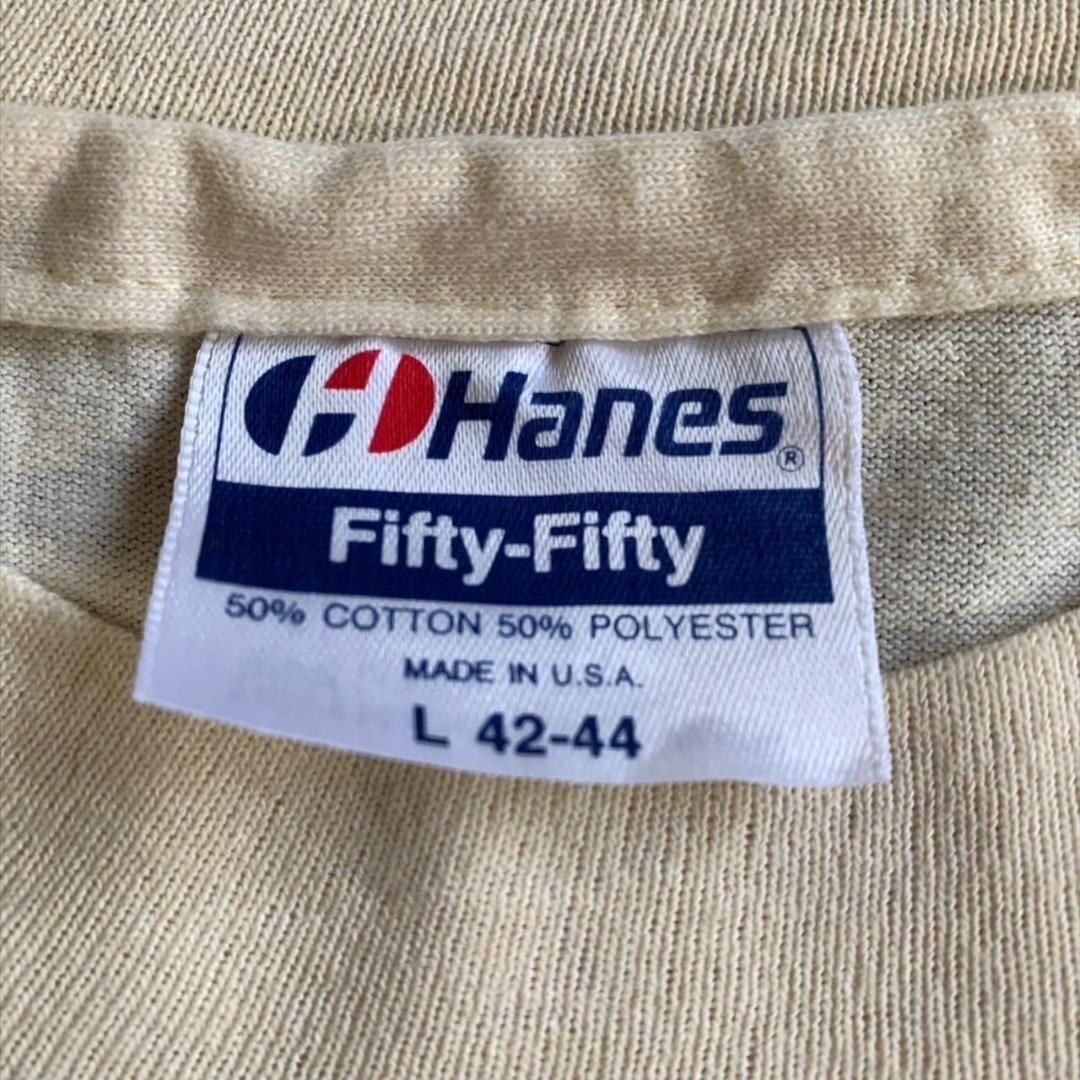 Hanes®
Fifty-Fifty
50% COTTON 50% POLYESTER
MADE IN U.S.A.
L 42-44